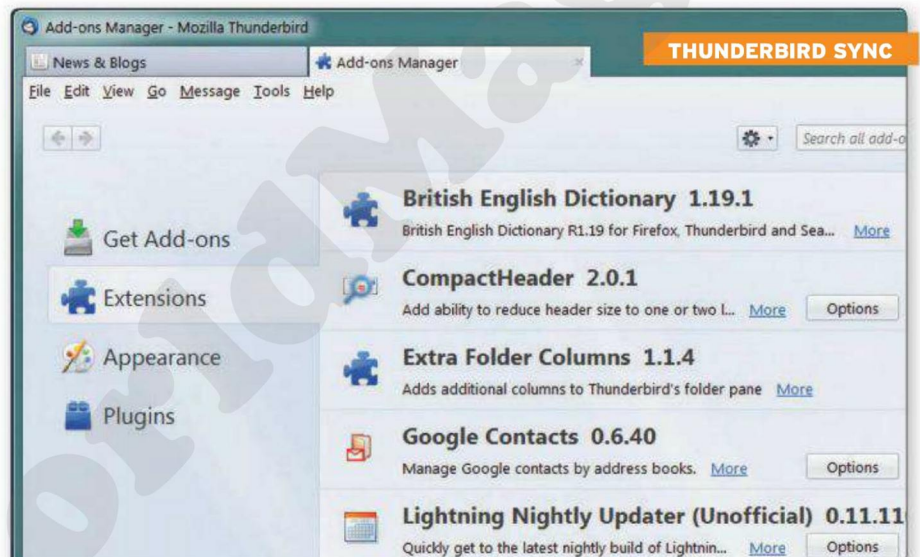 Add-ons Manager - Mozilla Thunderbird
THUNDERBIRD SYNC
News & Blogs
Add-ons Manager
File Edit View Go Message Tools Help
Search all add-o
Get Add-ons
Extensions
Appearance
Plugins
British English Dictionary 1.19.1
British English Dictionary R1.19 for Firefox, Thunderbird and Sea... More
CompactHeader 2.0.1
Add ability to reduce header size to one or two l... More
Options
Extra Folder Columns 1.1.4
Adds additional columns to Thunderbird's folder pane More
Google Contacts 0.6.40
Manage Google contacts by address books. More
Options
Lightning Nightly Updater (Unofficial) 0.11.11
Quickly get to the latest nightly build of Lightnin... More
Options